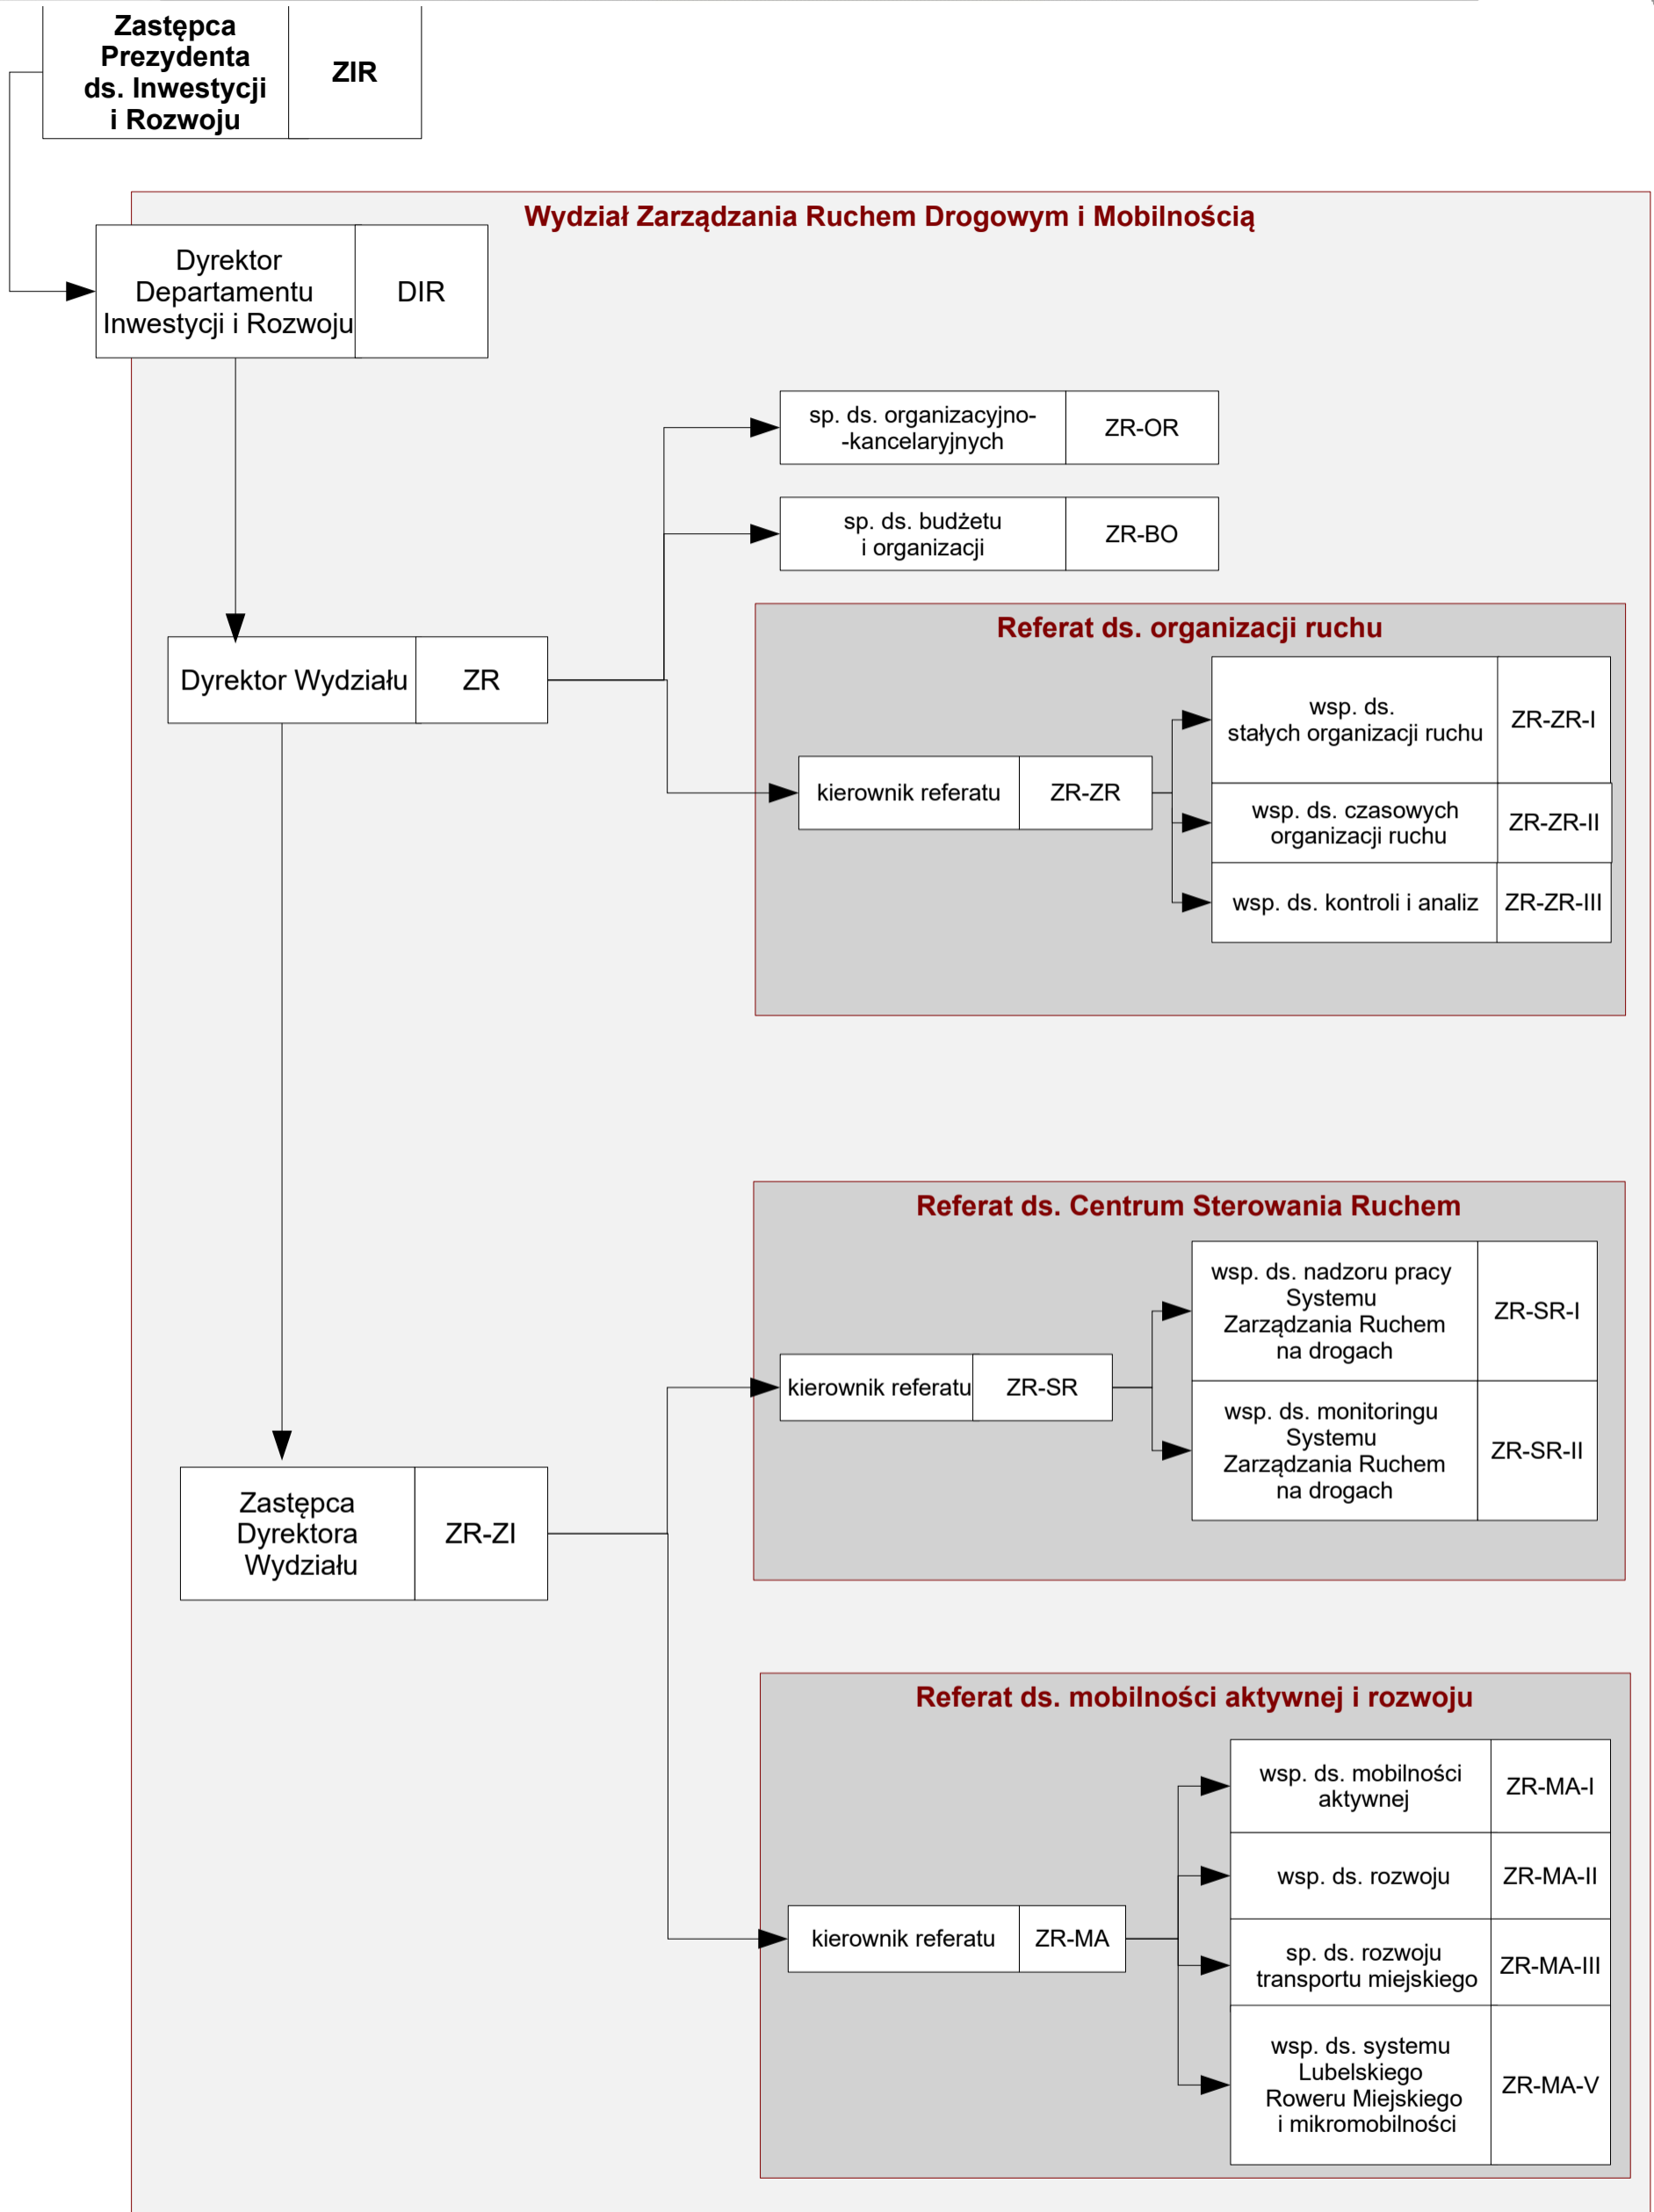 Zastępca
Prezydenta
ds. Inwestycji
i Rozwoju
ZIR
Wydział Zarządzania Ruchem Drogowym i Mobilnością
Dyrektor
Departamentu
Inwestycji i Rozwoju
DIR
sp. ds. organizacyjno-
-kancelaryjnych
ZR-OR
sp. ds. budżetu
i organizacji
ZR-BO
Dyrektor Wydziału
ZR
Referat ds. organizacji ruchu
kierownik referatu
ZR-ZR
wsp. ds.
stałych organizacji ruchu
ZR-ZR-I
wsp. ds. czasowych
organizacji ruchu
ZR-ZR-II
wsp. ds. kontroli i analiz
ZR-ZR-III
Zastępca
Dyrektora
Wydziału
ZR-ZI
Referat ds. Centrum Sterowania Ruchem
kierownik referatu
ZR-SR
wsp. ds. nadzoru pracy
Systemu
Zarządzania Ruchem
na drogach
ZR-SR-I
wsp. ds. monitoringu
Systemu
Zarządzania Ruchem
na drogach
ZR-SR-II
Referat ds. mobilności aktywnej i rozwoju
kierownik referatu
ZR-MA
wsp. ds. mobilności
aktywnej
ZR-MA-I
wsp. ds. rozwoju
ZR-MA-II
sp. ds. rozwoju
transportu miejskiego
ZR-MA-III
wsp. ds. systemu
Lubelskiego
Roweru Miejskiego
i mikromobilności
ZR-MA-V